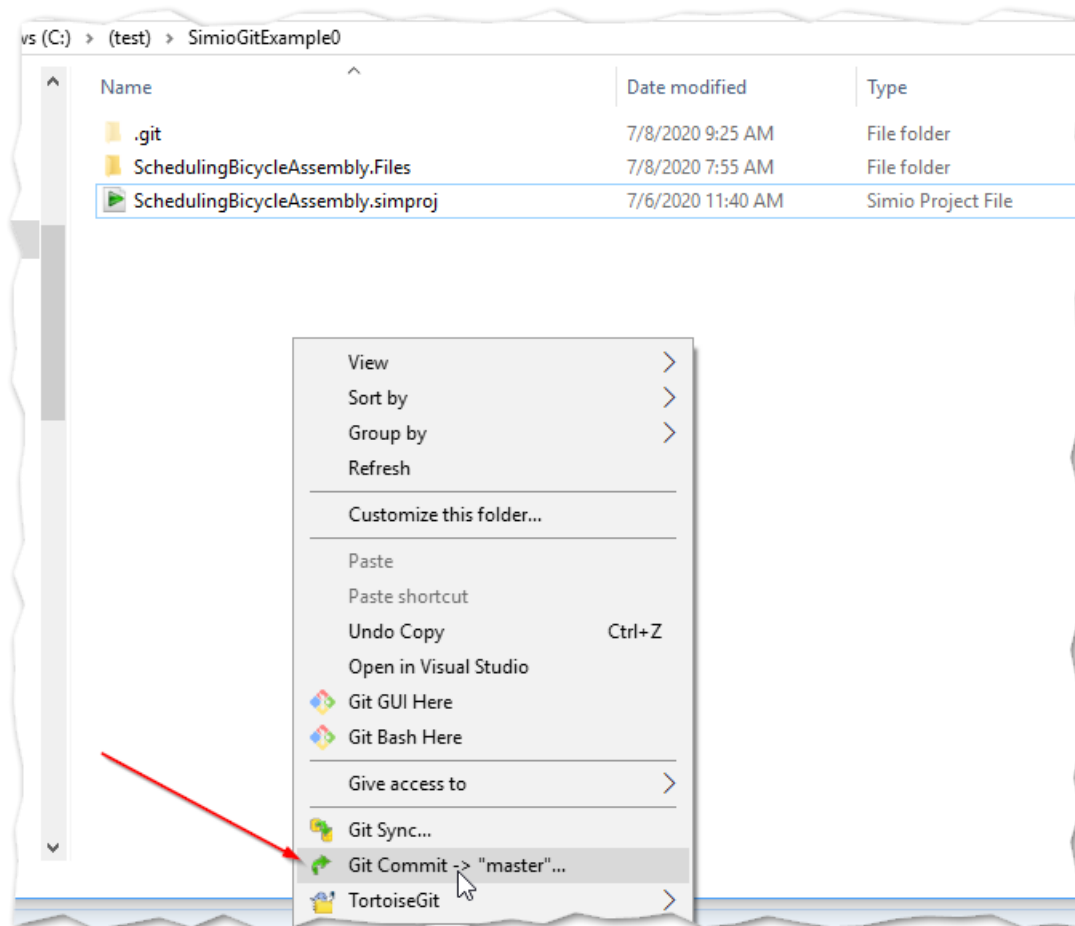 vs (C:) > (test) > SimioGitExample0
Name Date modified Type
.git 7/8/2020 9:25 AM File folder
SchedulingBicycleAssembly.Files 7/8/2020 7:55 AM File folder
SchedulingBicycleAssembly.simproj 7/6/2020 11:40 AM Simio Project File
View
Sort by
Group by
Refresh
Customize this folder...
Paste
Paste shortcut
Undo Copy Ctrl+Z
Open in Visual Studio
Git GUI Here
Git Bash Here
Give access to
Git Sync...
Git Commit -> "master"...
TortoiseGit